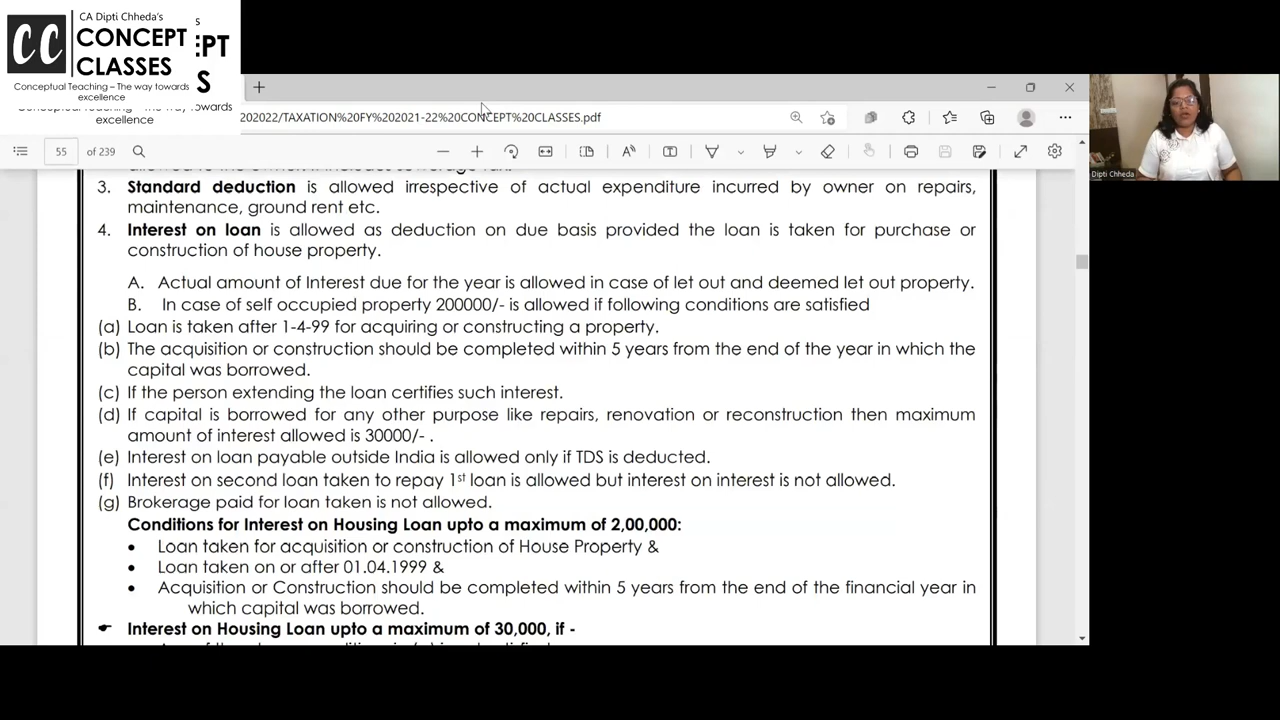 CA Dipti Chheda's
CC CONCEPT
CLASSES
Conceptual Teaching – The way towards
excellence
s
EPT
S
Conceptual Teaching – The way towards
excellence
202022/TAXATION%20FY%202021-22%20CONCEPT%20CLASSES.pdf
55 of 239
3. Standard deduction is allowed irrespective of actual expenditure incurred by owner on repairs,
maintenance, ground rent etc.
4. Interest on loan is allowed as deduction on due basis provided the loan is taken for purchase or
construction of house property.
A. Actual amount of Interest due for the year is allowed in case of let out and deemed let out property.
B. In case of self occupied property 200000/- is allowed if following conditions are satisfied
(a) Loan is taken after 1-4-99 for acquiring or constructing a property.
(b) The acquisition or construction should be completed within 5 years from the end of the year in which the
capital was borrowed.
(c) If the person extending the loan certifies such interest.
(d) If capital is borrowed for any other purpose like repairs, renovation or reconstruction then maximum
amount of interest allowed is 30000/- .
(e) Interest on loan payable outside India is allowed only if TDS is deducted.
(f) Interest on second loan taken to repay 1st loan is allowed but interest on interest is not allowed.
(g) Brokerage paid for loan taken is not allowed.
Conditions for Interest on Housing Loan upto a maximum of 2,00,000:
• Loan taken for acquisition or construction of House Property &
• Loan taken on or after 01.04.1999 &
• Acquisition or Construction should be completed within 5 years from the end of the financial year in
which capital was borrowed.
☛ Interest on Housing Loan upto a maximum of 30,000, if -
Dipti Chheda